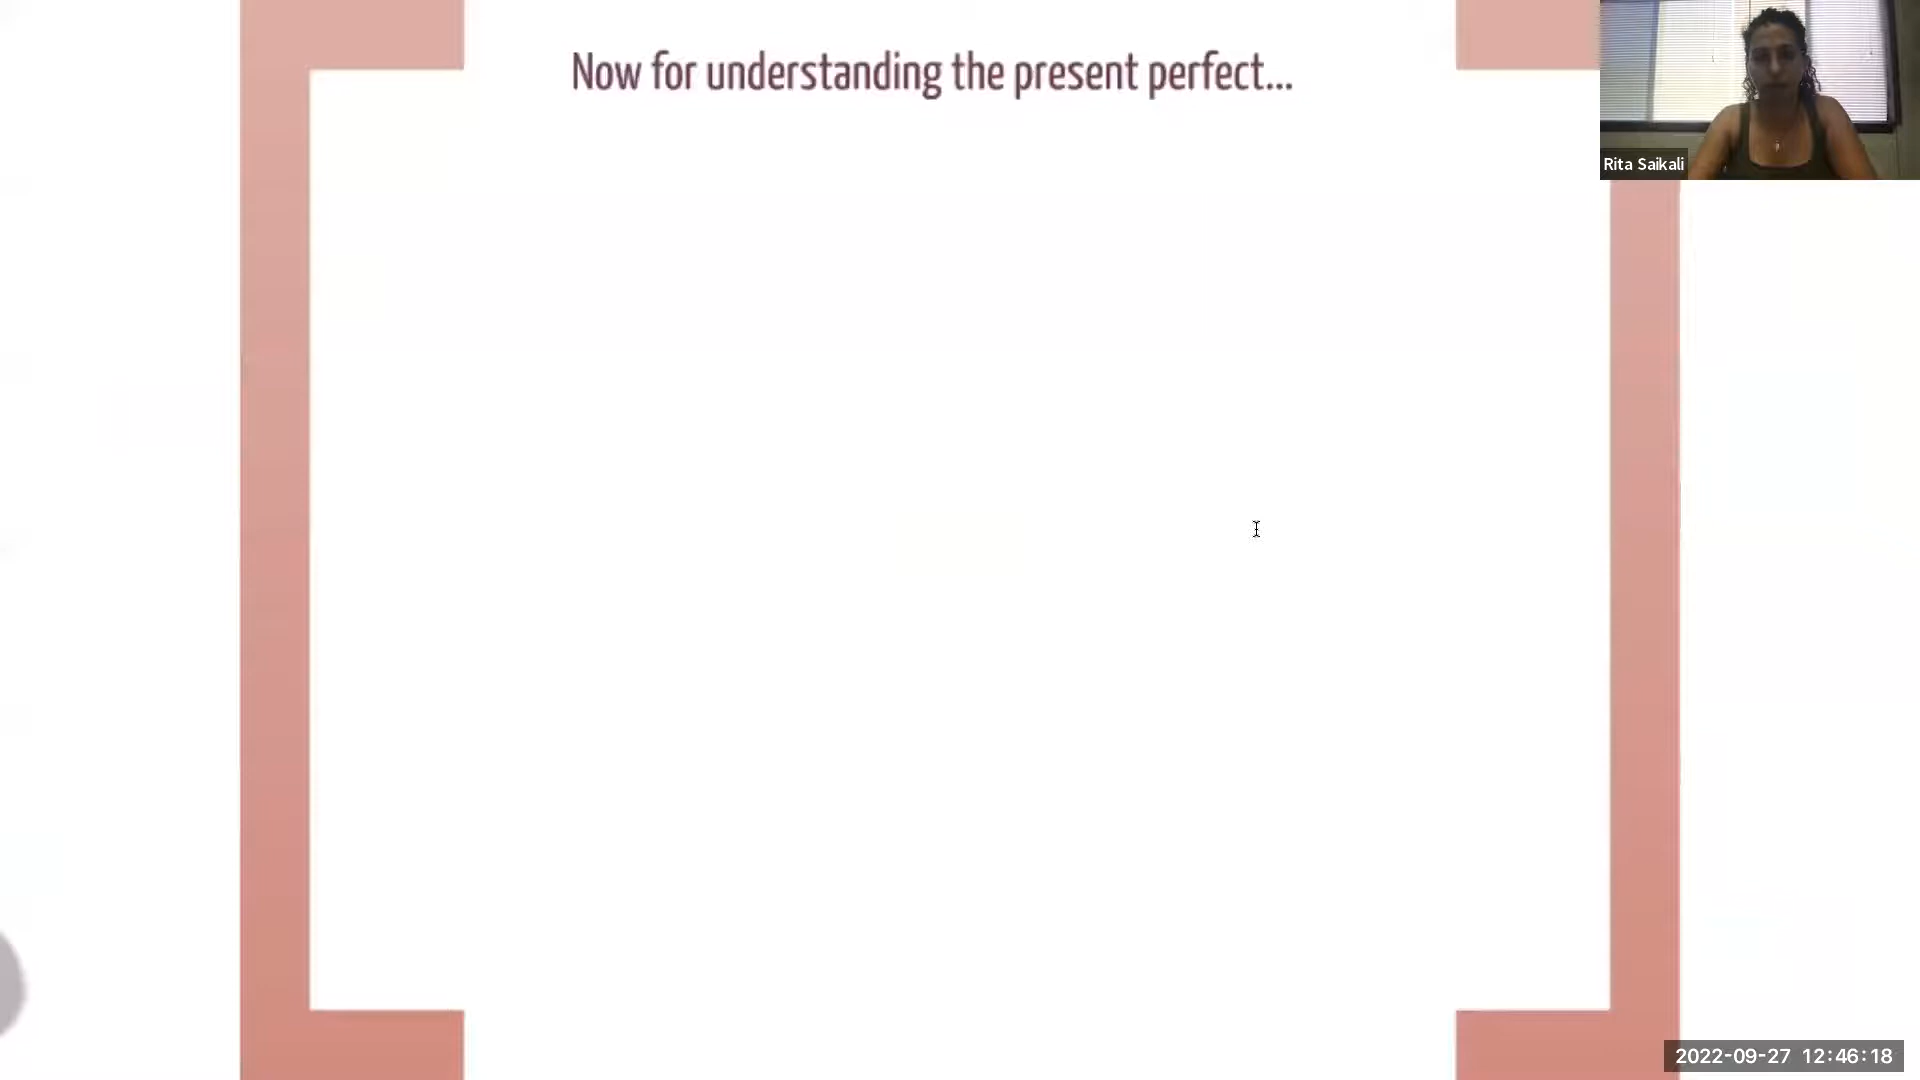 Now for understanding the present perfect...
Rita Saikali
2022-09-27 12:46:18